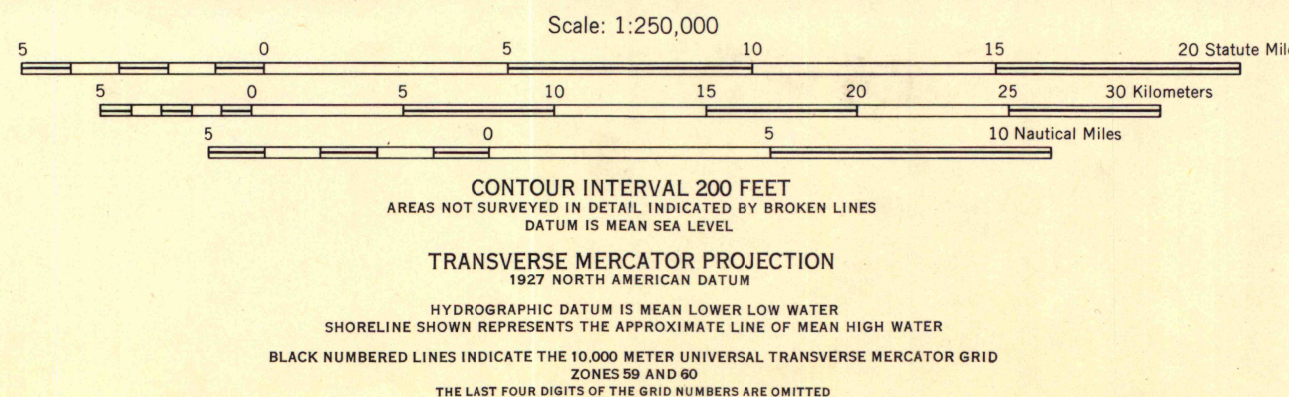 Scale: 1:250,000
5 0 5 10 15 20 Statute
5 0 5 10 15 20 25 30 Kilometers
5 0 5 10 Nautical Miles
CONTOUR INTERVAL 200 FEET
AREAS NOT SURVEYED IN DETAIL INDICATED BY BROKEN LINES
DATUM IS MEAN SEA LEVEL
TRANSVERSE MERCATOR PROJECTION
1927 NORTH AMERICAN DATUM
HYDROGRAPHIC DATUM IS MEAN LOWER LOW WATER
SHORELINE SHOWN REPRESENTS THE APPROXIMATE LINE OF MEAN HIGH WATER
BLACK NUMBERED LINES INDICATE THE 10,000 METER UNIVERSAL TRANSVERSE MERCATOR GRID
ZONES 59 AND 60
THE LAST FOUR DIGITS OF THE GRID NUMBERS ARE OMITTED